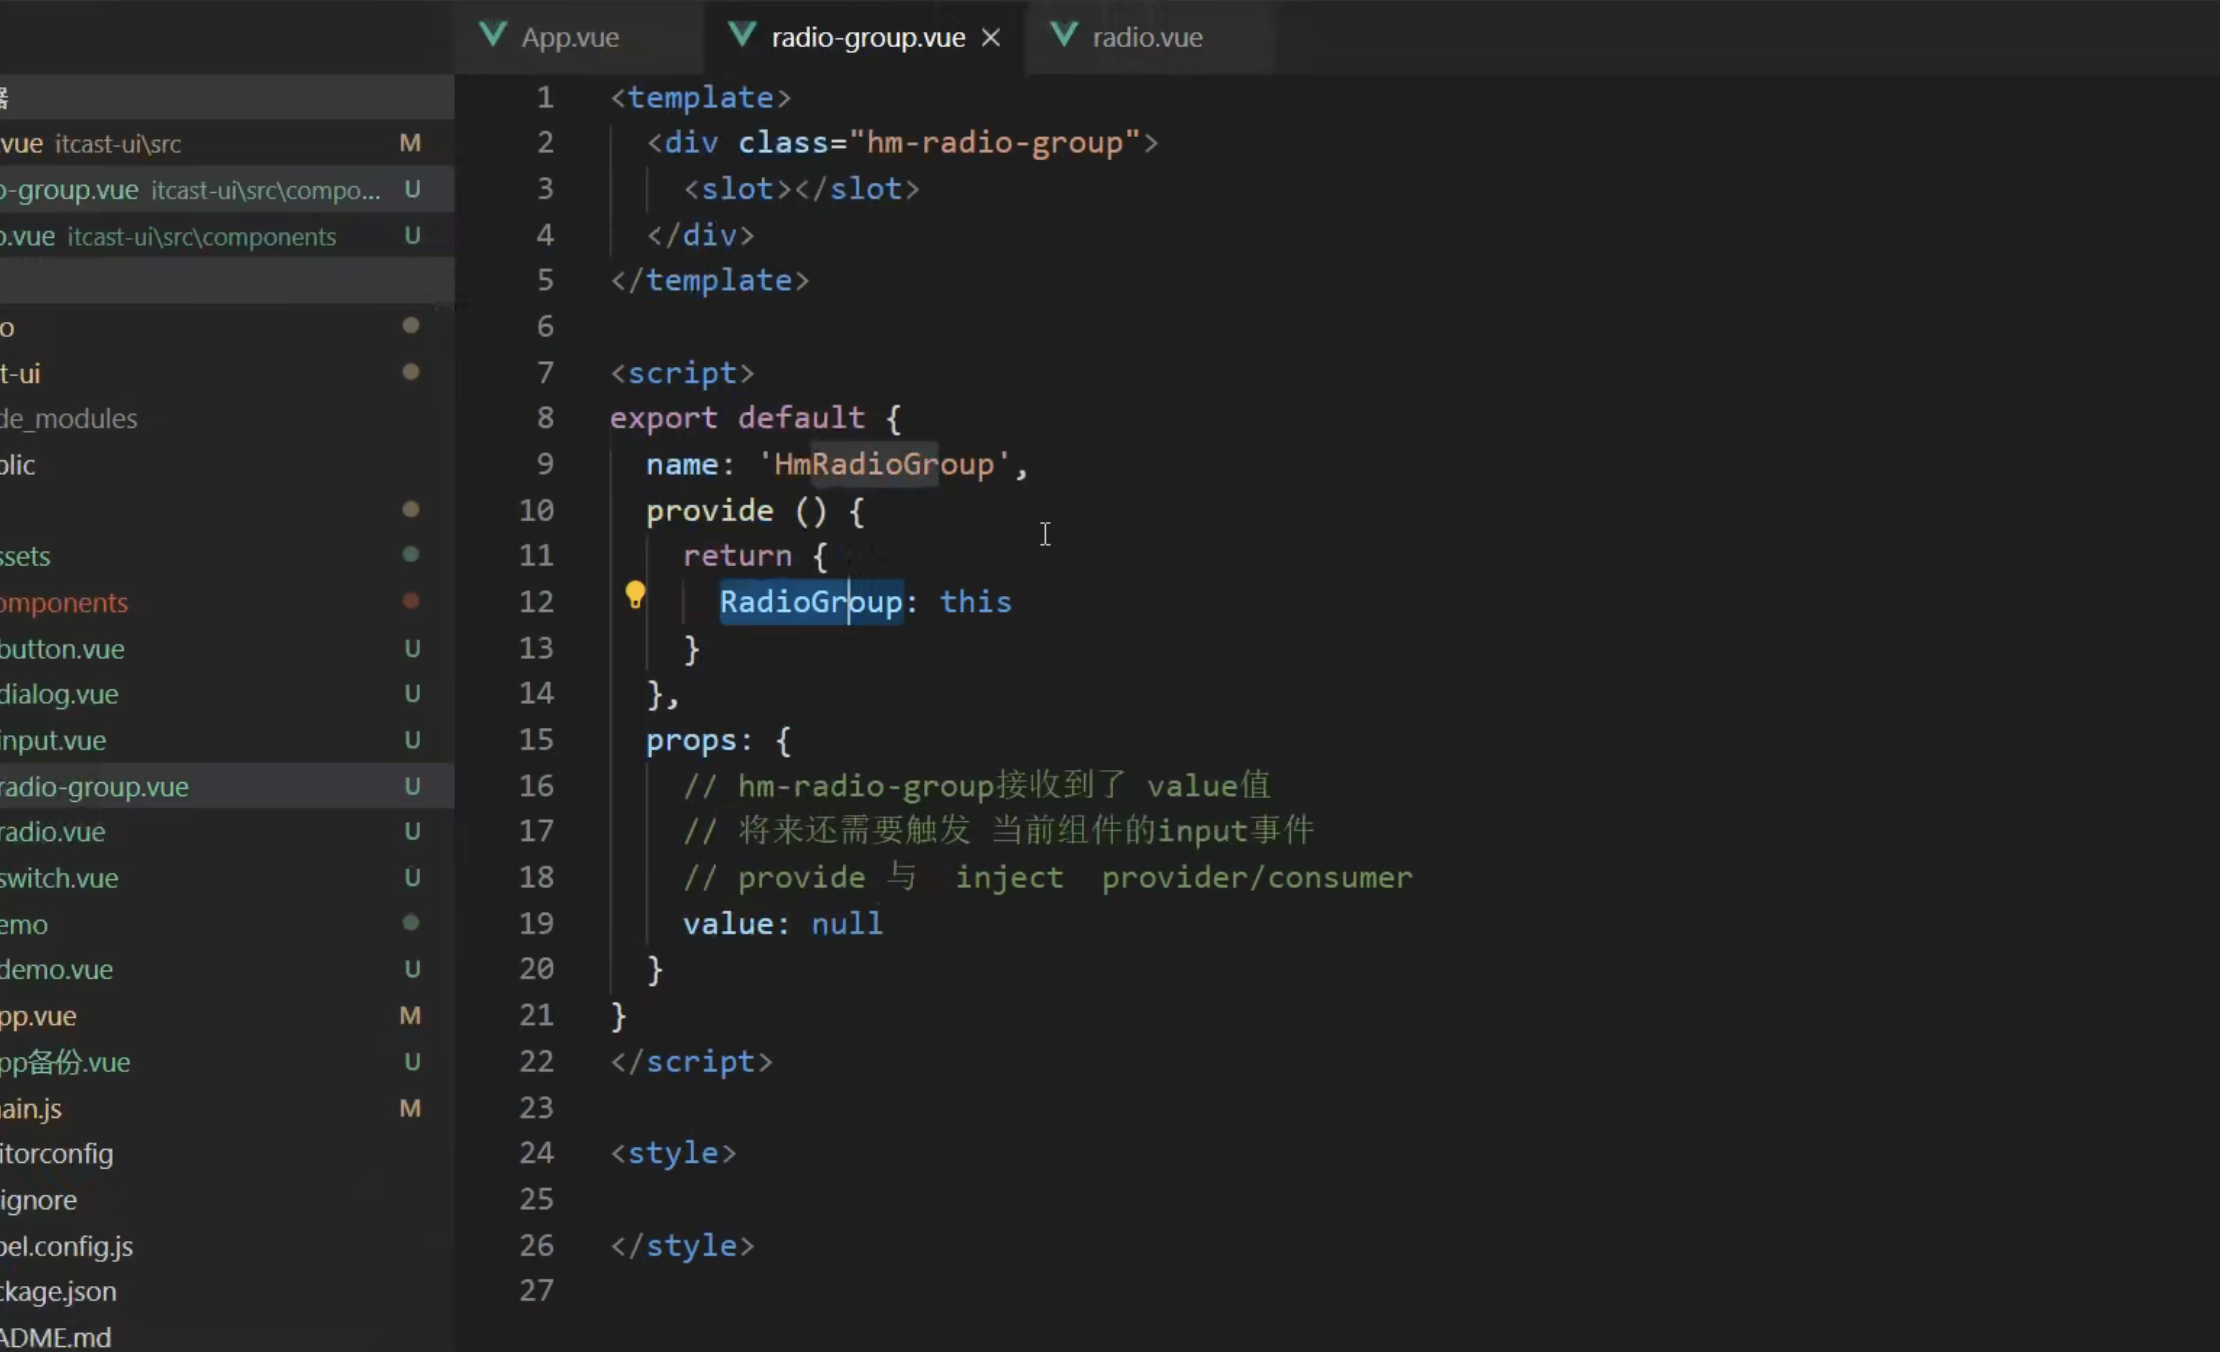 App.vue
radio-group.vue
radio.vue
器
.vue itcast-ui\src M
o-group.vue itcast-ui\src\compo... U
o.vue itcast-ui\src\components U
o
t-ui
de_modules
blic
ssets
omponents
button.vue U
dialog.vue U
input.vue U
radio-group.vue U
radio.vue U
switch.vue U
emo
demo.vue U
pp.vue M
pp备份.vue U
ain.js M
itorconfig
ignore
bel.config.js
ckage.json
ADME.md
1 <template>
2 <div class="hm-radio-group">
3 <slot></slot>
4 </div>
5 </template>
6
7 <script>
8 export default {
9 name: 'HmRadioGroup',
10 provide () {
11 return {
12 RadioGroup: this
13 }
14 },
15 props: {
16 // hm-radio-group接收到了 value值
17 // 将来还需要触发 当前组件的input事件
18 // provide 与 inject provider/consumer
19 value: null
20 }
21 }
22 </script>
23
24 <style>
25
26 </style>
27